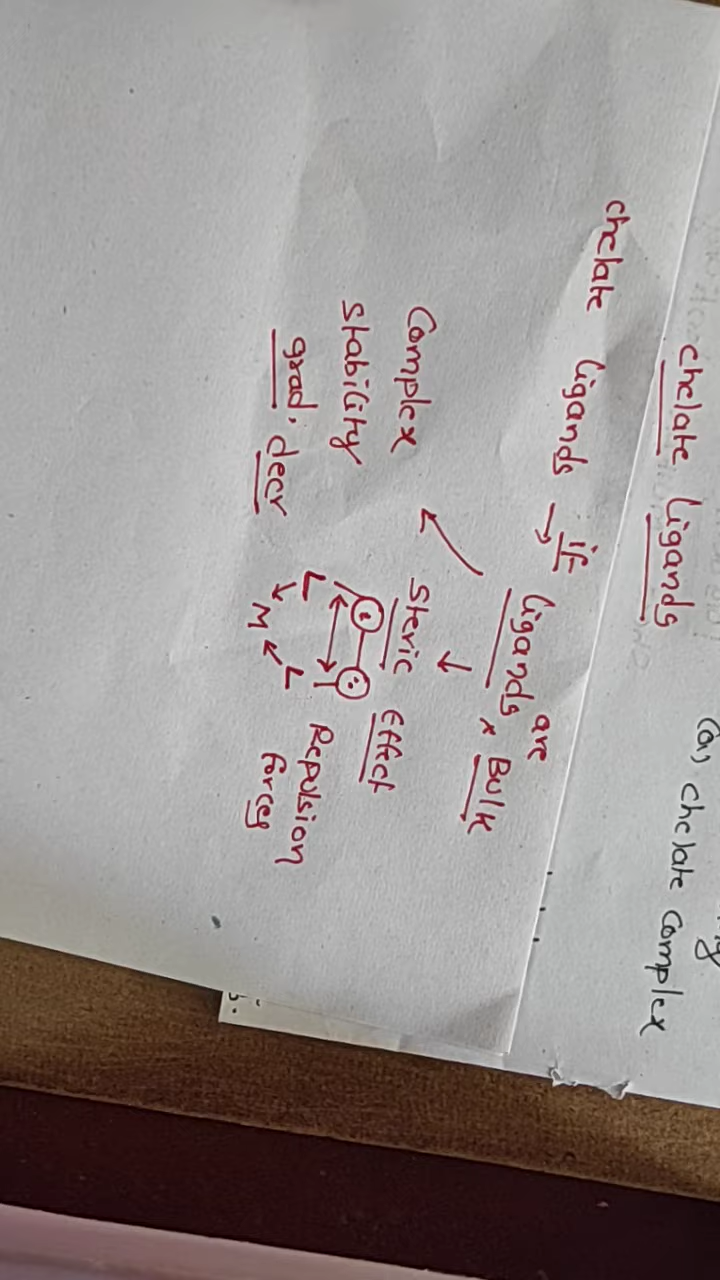 (a) chelate complex
chelate ligands
chelate ligands → if
ligands are
× Bulk
↓
Steric Effect
Complex
stability
grad. decr
L L
M
Repulsion
forces